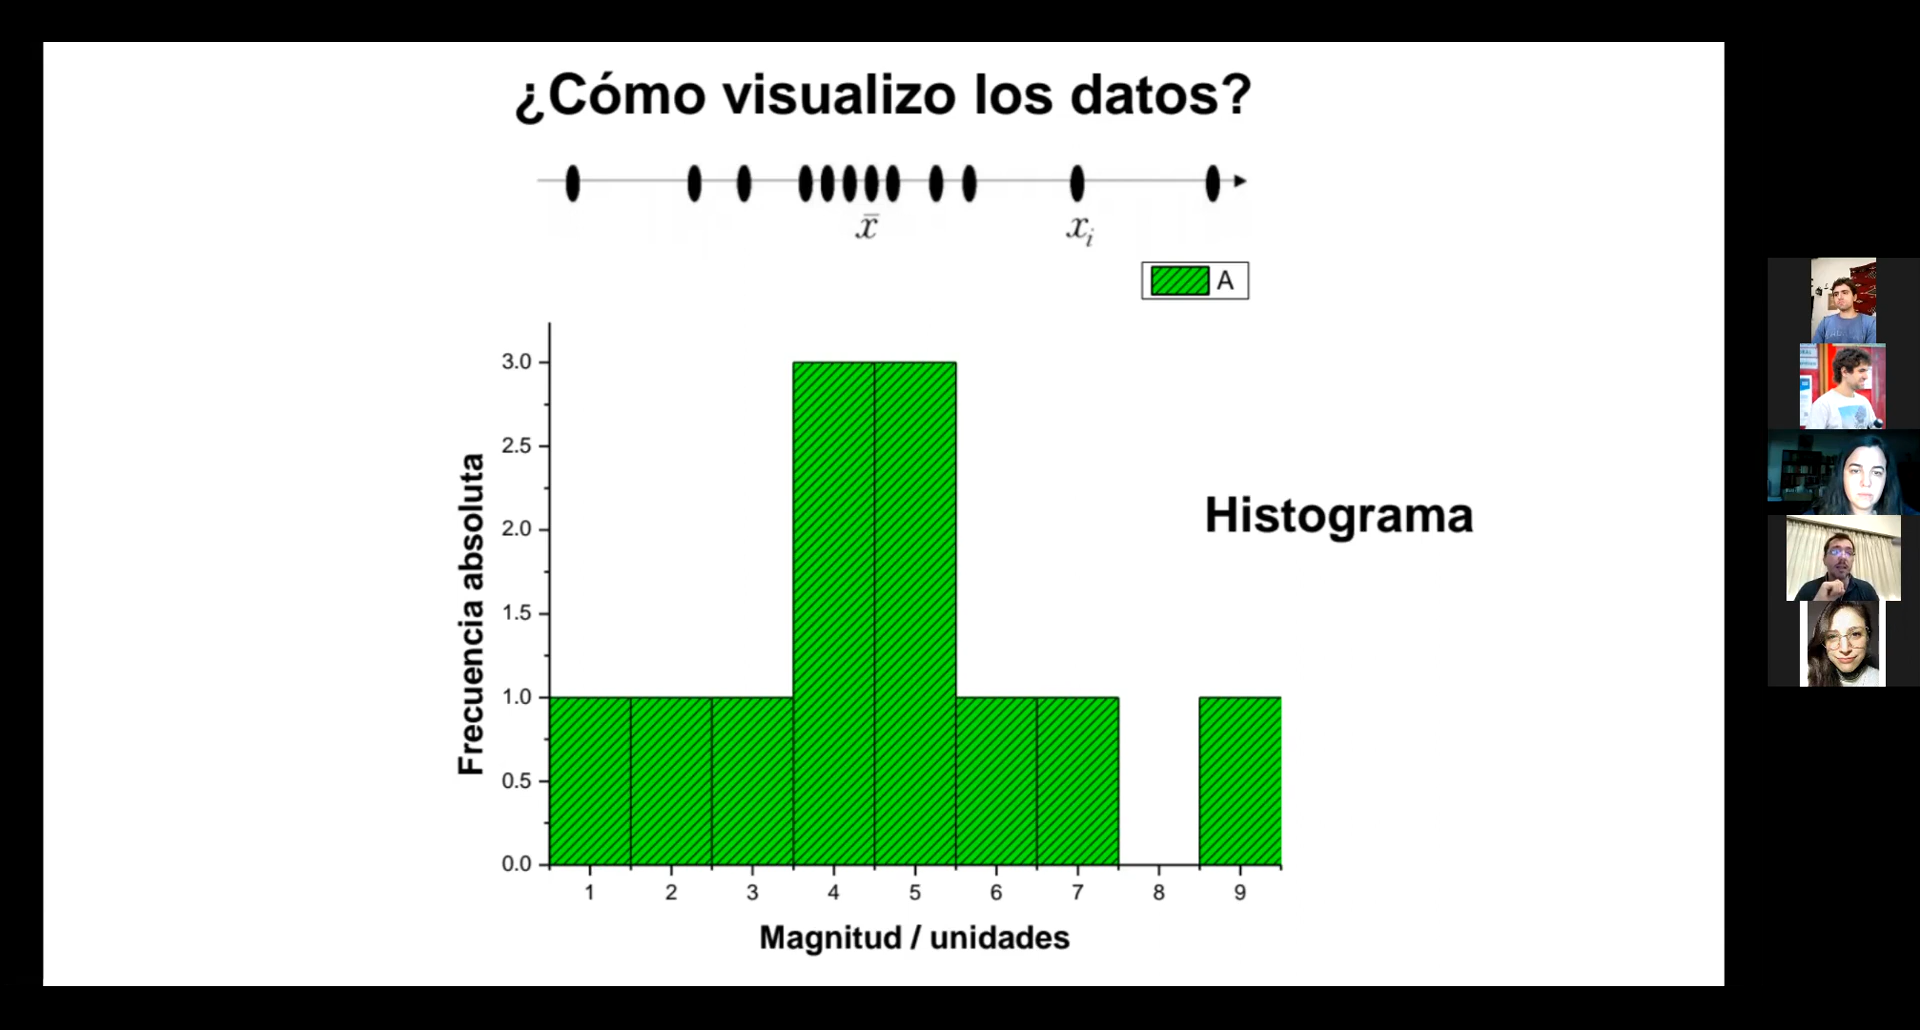 ¿Cómo visualizo los datos?
x̄
xᵢ
A
3.0
2.5
2.0
1.5
1.0
0.5
0.0
Frecuencia absoluta
Histograma
1 2 3 4 5 6 7 8 9
Magnitud / unidades